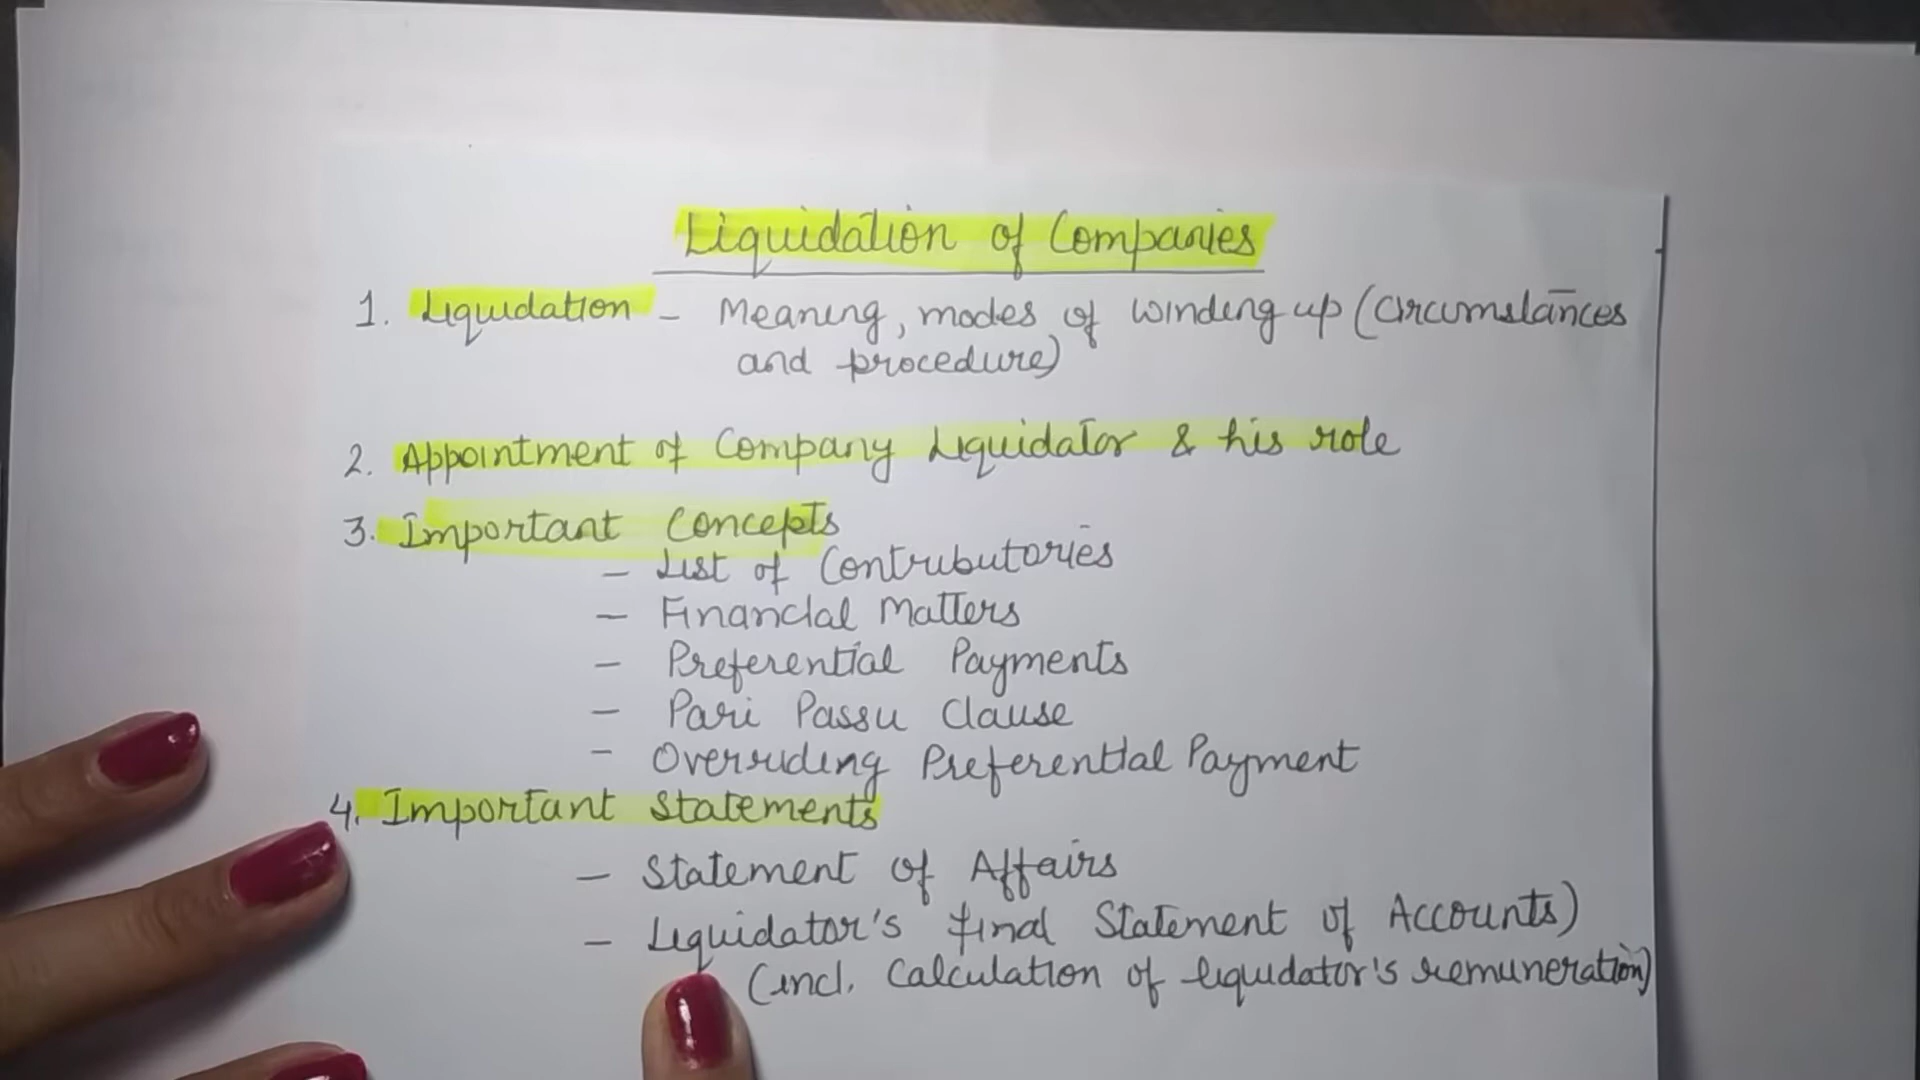 Liquidation of Companies
1. Liquidation - Meaning, modes of winding up (circumstances
and procedure)
2. Appointment of Company Liquidator & his role
3. Important Concepts
- List of Contributories
- Financial Matters
- Preferential Payments
- Pari Passu Clause
- Overriding Preferential Payment
4. Important Statements
- Statement of Affairs
- Liquidator's final Statement of Accounts)
(incl. Calculation of liquidator's remuneration)